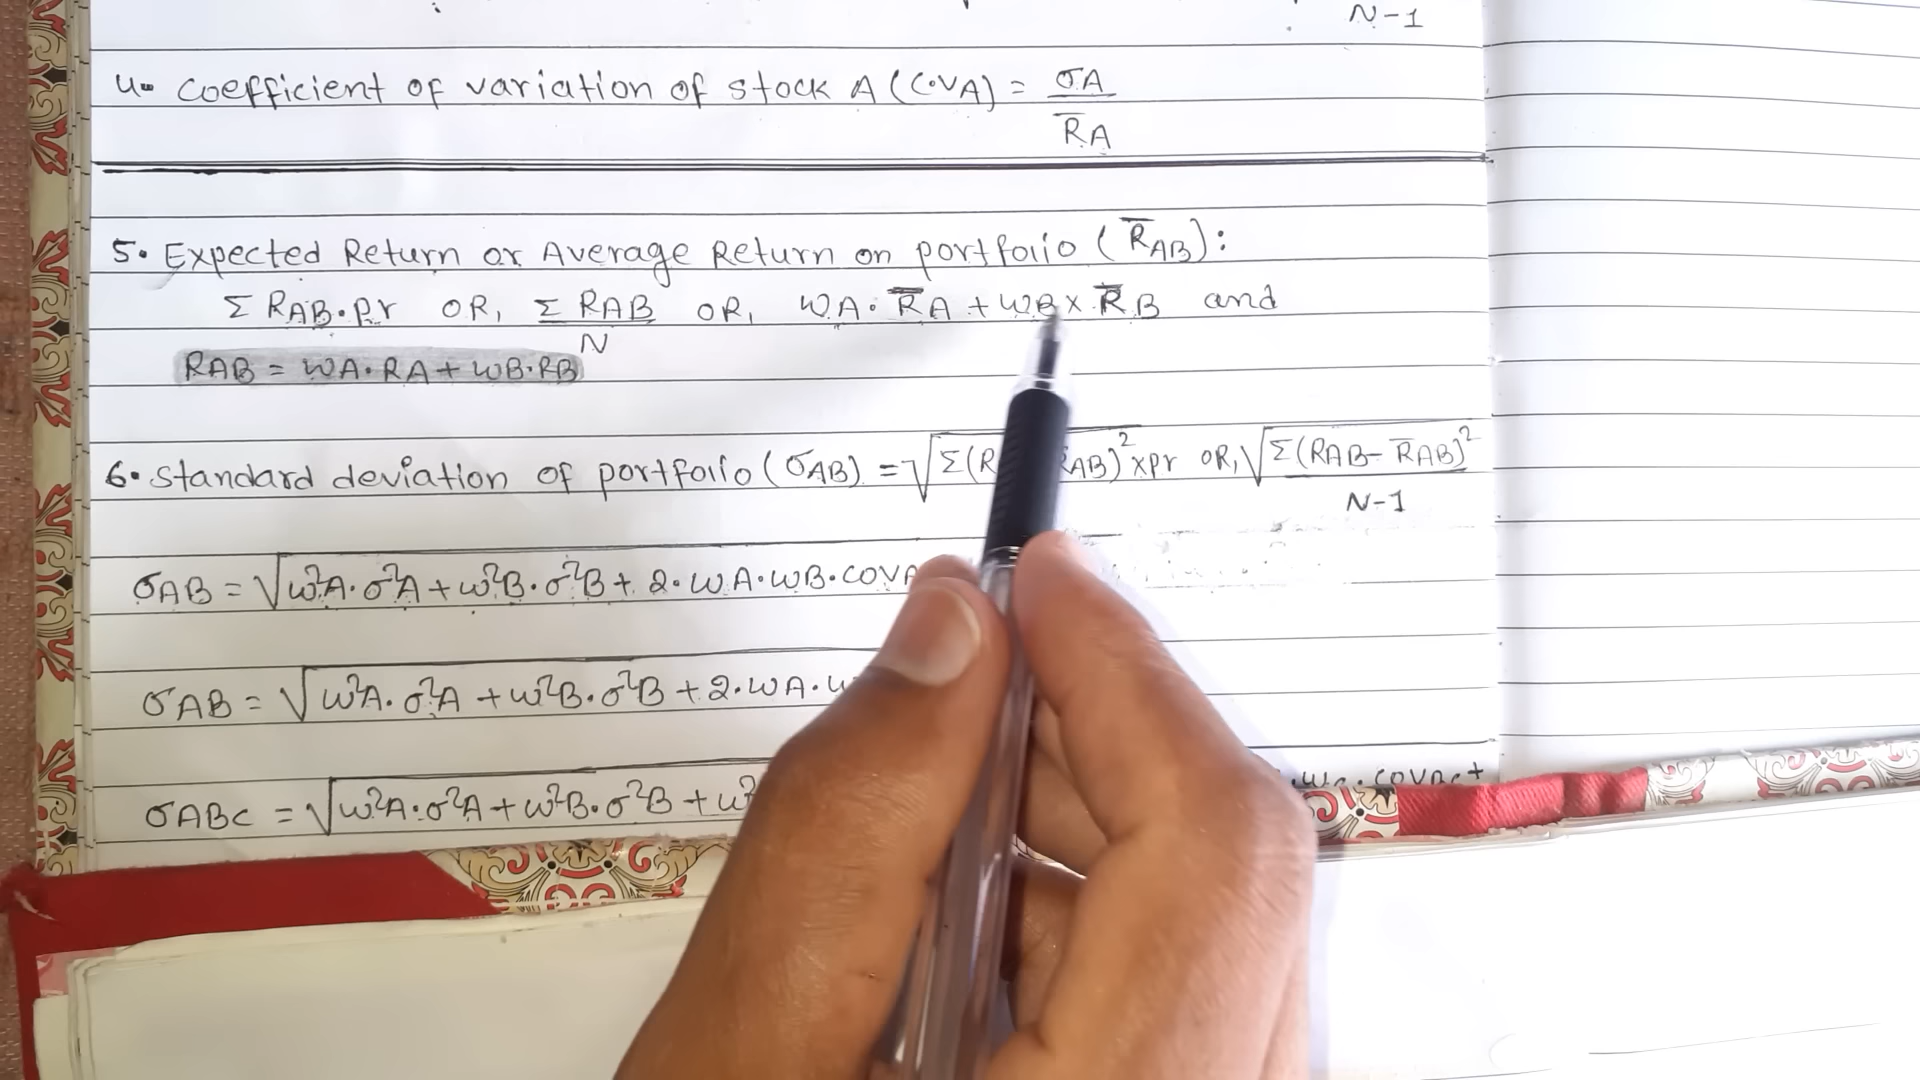 N-1
4. Coefficient of variation of stock A (C.VA) = σA
R̅A
5. Expected Return or Average Return on portfolio (R̅AB):
Σ RAB.Pr OR, Σ RAB OR, WA. R̅A + WB x R̅B and
N
RAB = WA.RA + WB.RB
6. Standard deviation of portfolio (σAB) = √Σ(R RAB)² xPr OR, √Σ(RAB - R̅AB)²
N-1
σAB = √w²A.σ²A + w²B.σ²B + 2.WA.WB.COVA
σAB = √w²A.σ²A + w²B.σ²B + 2.WA.
σABC = √w²A.σ²A + w²B.σ²B +